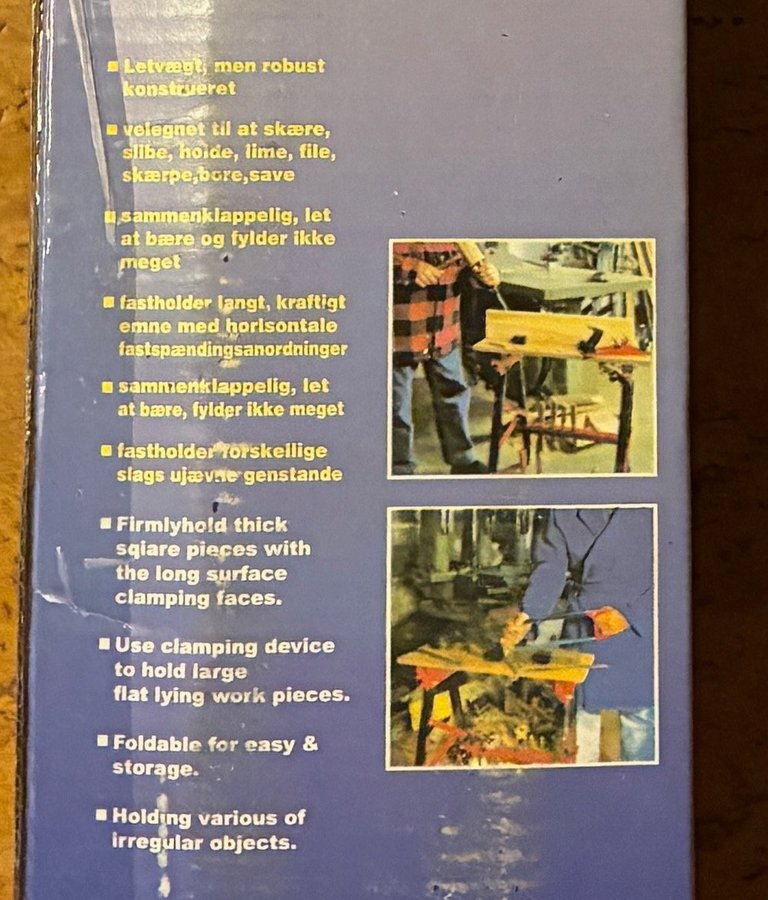 Letvægt, men robust
konstrueret
velegnet til at skære,
slibe, holde, lime, file,
skærpe,bore,save
sammenklappelig, let
at bære og fylder ikke
meget
fastholder langt, kraftigt
emne med horisontale
fastspændingsanordninger
sammenklappelig, let
at bære, fylder ikke meget
fastholder forskellige
slags ujævne genstande
Firmlyhold thick
sqiare pieces with
the long surface
clamping faces.
Use clamping device
to hold large
flat lying work pieces.
Foldable for easy &
storage.
Holding various of
irregular objects.